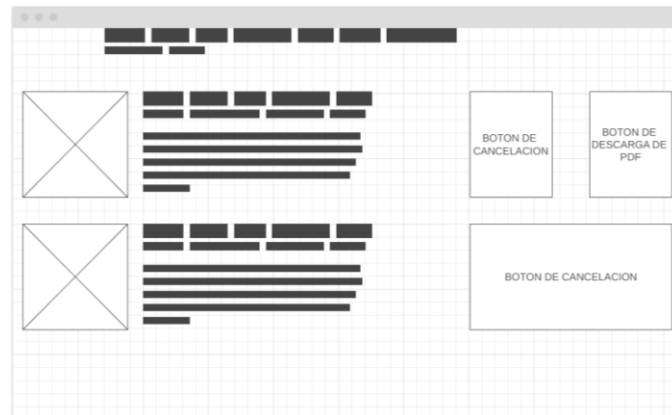 BOTON DE
CANCELACION
BOTON DE
DESCARGA DE
PDF
BOTON DE CANCELACION